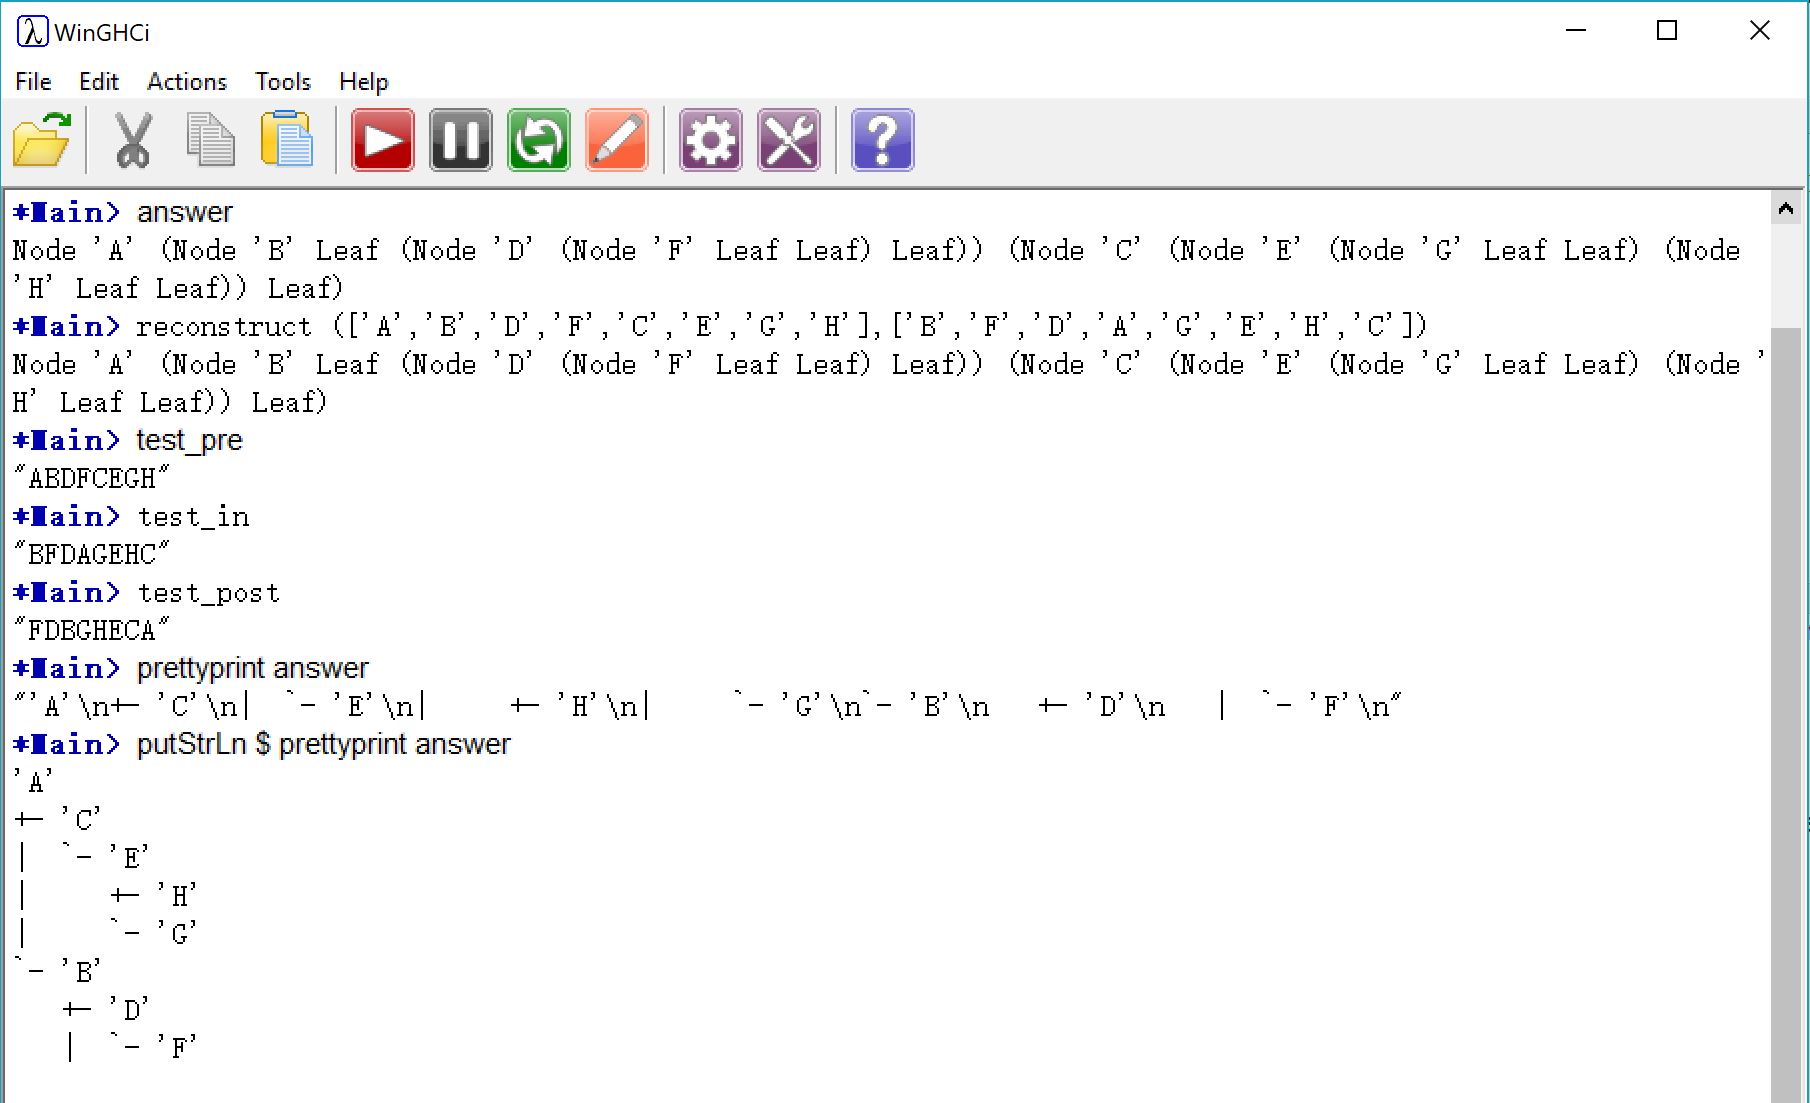 WinGHCi
File Edit Actions Tools Help
*Main> answer
Node 'A' (Node 'B' Leaf (Node 'D' (Node 'F' Leaf Leaf) Leaf)) (Node 'C' (Node 'E' (Node 'G' Leaf Leaf) (Node
'H' Leaf Leaf)) Leaf)
*Main> reconstruct (['A','B','D','F','C','E','G','H'],['B','F','D','A','G','E','H','C'])
Node 'A' (Node 'B' Leaf (Node 'D' (Node 'F' Leaf Leaf) Leaf)) (Node 'C' (Node 'E' (Node 'G' Leaf Leaf) (Node '
H' Leaf Leaf)) Leaf)
*Main> test_pre
"ABDFCEGH"
*Main> test_in
"BFDAGEHC"
*Main> test_post
"FDBGHECA"
*Main> prettyprint answer
"'A'\n+- 'C'\n|  `- 'E'\n|     +- 'H'\n|     `- 'G'\n`- 'B'\n   +- 'D'\n   |  `- 'F'\n"
*Main> putStrLn $ prettyprint answer
'A'
+- 'C'
|  `- 'E'
|     +- 'H'
|     `- 'G'
`- 'B'
   +- 'D'
   |  `- 'F'